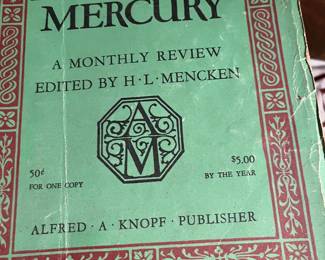 MERCURY
A MONTHLY REVIEW
EDITED BY H·L·MENCKEN
AM
50¢
FOR ONE COPY
$5.00
BY THE YEAR
ALFRED · A · KNOPF · PUBLISHER